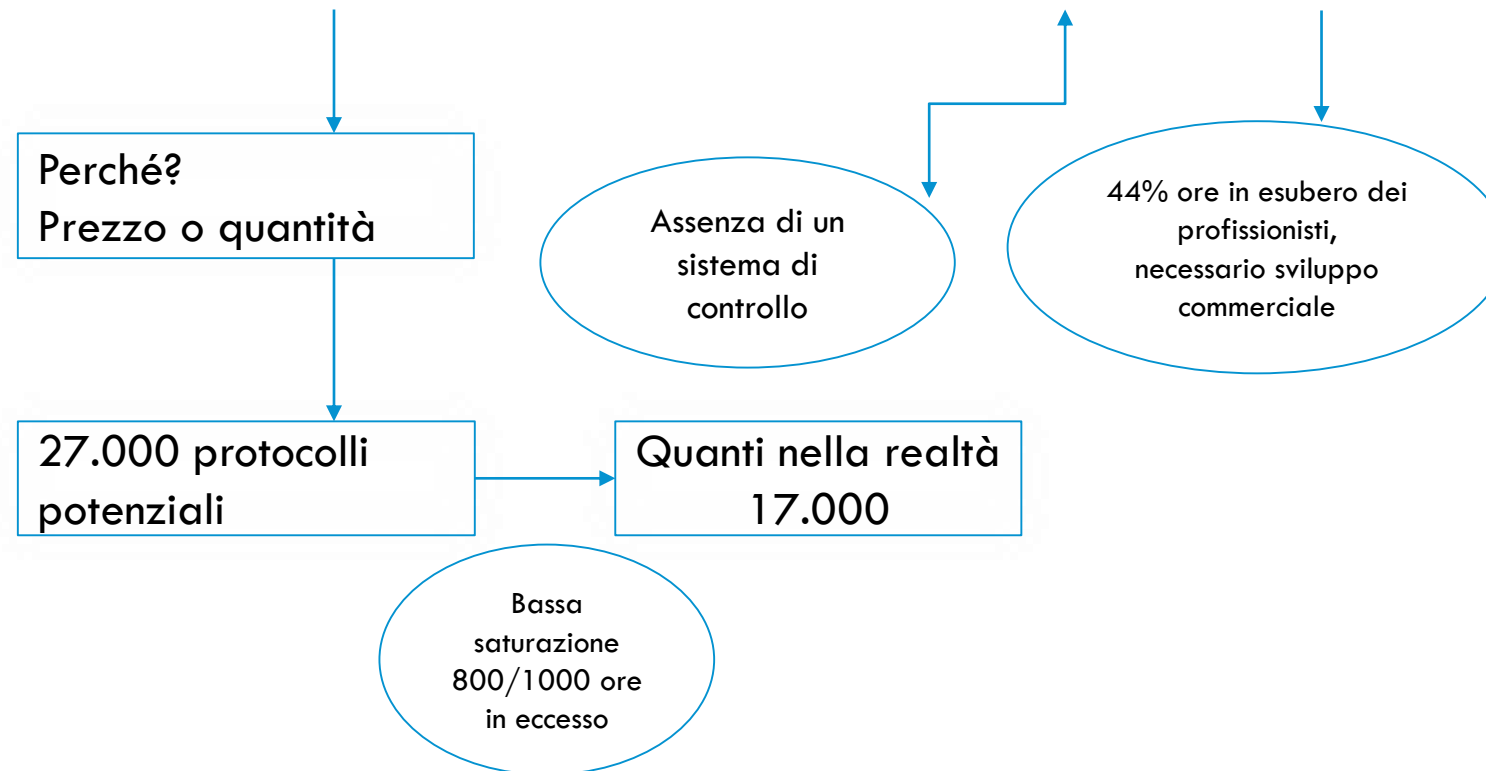 Perché?
Prezzo o quantità
Assenza di un
sistema di
controllo
44% ore in esubero dei
profissionisti,
necessario sviluppo
commerciale
27.000 protocolli
potenziali
Quanti nella realtà
17.000
Bassa
saturazione
800/1000 ore
in eccesso